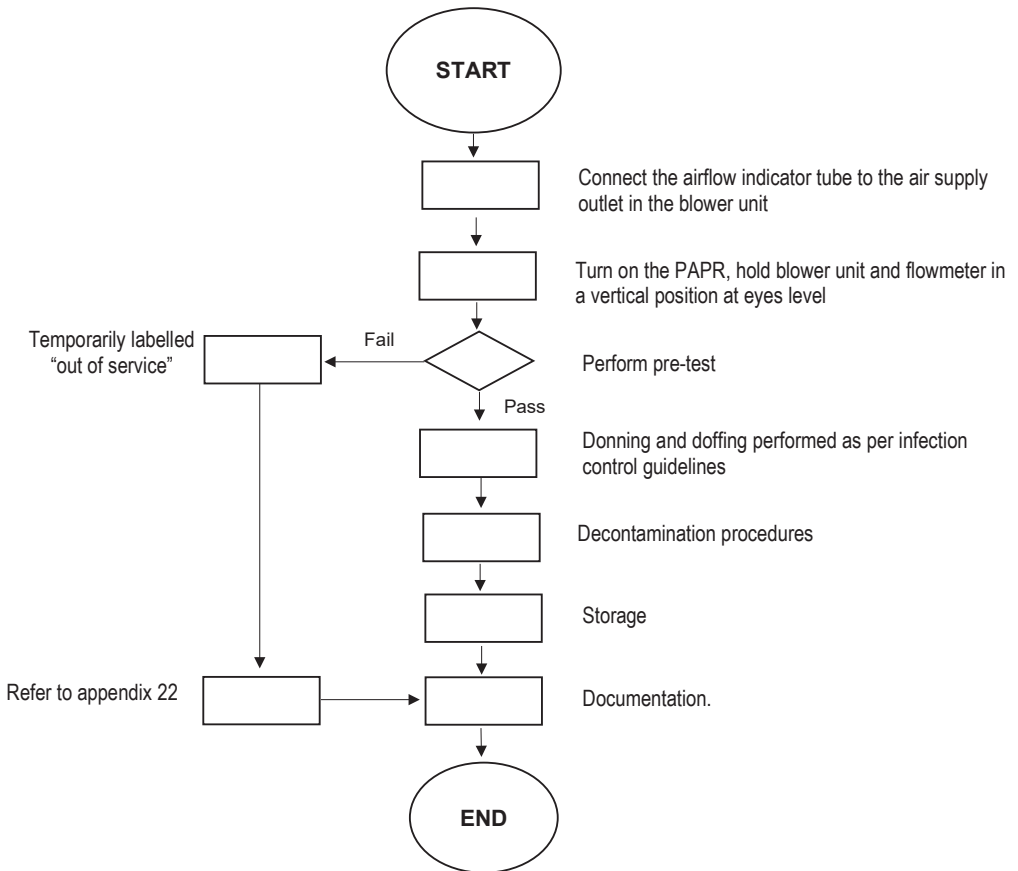 START
Connect the airflow indicator tube to the air supply
outlet in the blower unit
Turn on the PAPR, hold blower unit and flowmeter in
a vertical position at eyes level
Temporarily labelled
“out of service”
Fail
Perform pre-test
Pass
Donning and doffing performed as per infection
control guidelines
Decontamination procedures
Storage
Refer to appendix 22
Documentation.
END